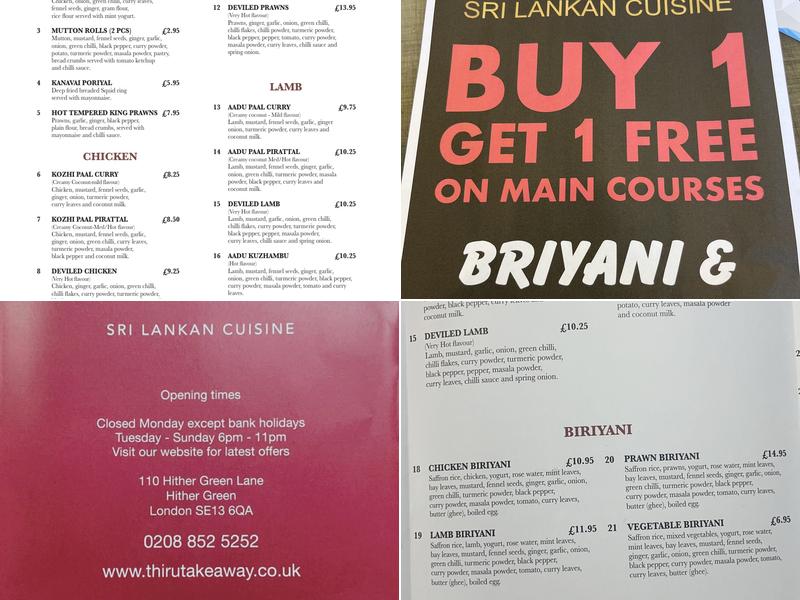 Chicken, onion, green chilli, curry leaves,
fennel seeds, ginger, gram flour,
rice flour served with mint yogurt.
3 MUTTON ROLLS (2 PCS) £2.95
Mutton, mustard, fennel seeds, ginger,
onion, green chilli, black pepper, curry powder,
potato, turmeric powder, masala powder, pastry,
bread crumbs served with tomato ketchup
and chilli sauce.
4 KANAVAI PORIYAL £5.95
Deep fried breaded Squid ring
served with mayonnaise.
5 HOT TEMPERED KING PRAWNS £7.95
Prawns, garlic, ginger, black pepper,
plain flour, bread crumbs, served with
mayonnaise and chilli sauce.
CHICKEN
6 KOZHI PAAL CURRY £8.25
(Creamy Coconut-mild flavour)
Chicken, mustard, fennel seeds, garlic,
ginger, onion, turmeric powder,
curry leaves and coconut milk.
7 KOZHI PAAL PIRATTAL £8.50
(Creamy Coconut-Med/Hot flavour)
Chicken, mustard, fennel seeds, garlic,
ginger, onion, green chilli, curry leaves,
turmeric powder, masala powder,
black pepper and coconut milk.
8 DEVILED CHICKEN £9.25
(Very Hot flavour)
Chicken, ginger, garlic, onion, green chilli,
chilli flakes, curry powder, turmeric powder,
12 DEVILED PRAWNS £13.95
(Very Hot flavour)
Prawns, ginger, garlic, onion, green chilli,
chilli flakes, chilli powder, turmeric powder,
black pepper, pepper, tomato, curry powder,
masala powder, curry leaves, chilli sauce and
spring onion.
LAMB
13 AADU PAAL CURRY £9.75
(Creamy coconut - Mild flavour)
Lamb, mustard, fennel seeds, garlic, ginger
onion, turmeric powder, curry leaves and
coconut milk.
14 AADU PAAL PIRATTAL £10.25
(Creamy coconut Med/Hot flavour)
Lamb, mustard, fennel seeds, garlic, ginger
onion, green chilli, turmeric powder, masala
powder, black pepper, curry leaves and
coconut milk.
15 DEVILED LAMB £10.25
(Very Hot flavour)
Lamb, mustard, garlic, onion, green chilli,
chilli flakes, curry powder, turmeric powder,
black pepper, pepper, masala powder,
curry leaves, chilli sauce and spring onion.
16 AADU KUZHAMBU £10.25
(Hot flavour)
Lamb, mustard, fennel seeds, ginger, garlic,
onion, green chilli, turmeric powder, black pepper,
curry powder, masala powder, tomato and curry
leaves.
SRI LANKAN CUISINE
BUY 1
GET 1 FREE
ON MAIN COURSES
BRIYANI &
SRI LANKAN CUISINE
Opening times
Closed Monday except bank holidays
Tuesday - Sunday 6pm - 11pm
Visit our website for latest offers
110 Hither Green Lane
Hither Green
London SE13 6QA
0208 852 5252
www.thirutakeaway.co.uk
powder, black pepper, curry leaves and
coconut milk.
potato, curry leaves, masala powder
and coconut milk.
15 DEVILED LAMB £10.25
(Very Hot flavour)
Lamb, mustard, garlic, onion, green chilli,
chilli flakes, curry powder, turmeric powder,
black pepper, pepper, masala powder,
curry leaves, chilli sauce and spring onion.
BIRIYANI
18 CHICKEN BIRIYANI £10.95
Saffron rice, chicken, yogurt, rose water, mint leaves,
bay leaves, mustard, fennel seeds, ginger, garlic, onion,
green chilli, turmeric powder, black pepper,
curry powder, masala powder, tomato, curry leaves,
butter (ghee), boiled egg.
19 LAMB BIRIYANI £11.95
Saffron rice, lamb, yogurt, rose water, mint leaves,
bay leaves, mustard, fennel seeds, ginger, garlic, onion,
green chilli, turmeric powder, black pepper,
curry powder, masala powder, tomato, curry leaves,
butter (ghee), boiled egg.
20 PRAWN BIRIYANI £14.95
Saffron rice, prawns, yogurt, rose water, mint leaves,
bay leaves, mustard, fennel seeds, ginger, garlic, onion,
green chilli, turmeric powder, black pepper,
curry powder, masala powder, tomato, curry leaves,
butter (ghee), boiled egg.
21 VEGETABLE BIRIYANI £6.95
Saffron rice, mixed vegetables, yogurt, rose water,
mint leaves, bay leaves, mustard, fennel seeds,
ginger, garlic, onion, green chilli, turmeric powder,
black pepper, curry powder, masala powder, tomato,
curry leaves, butter (ghee).